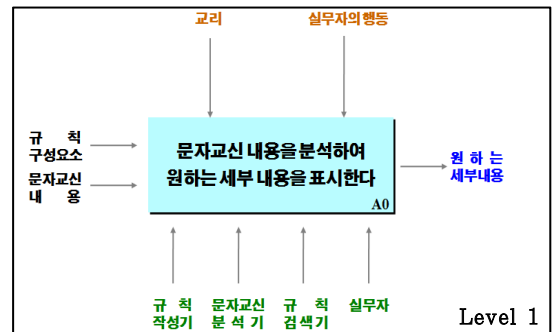 교리
실무자의 행동
규 칙
구성요소
문자교신
내 용
문자교신 내용을 분석하여
원하는 세부 내용을 표시한다
A0
원 하 는
세부내용
규 칙
작성기
문자교신
분 석 기
규 칙
검색기
실무자
Level 1